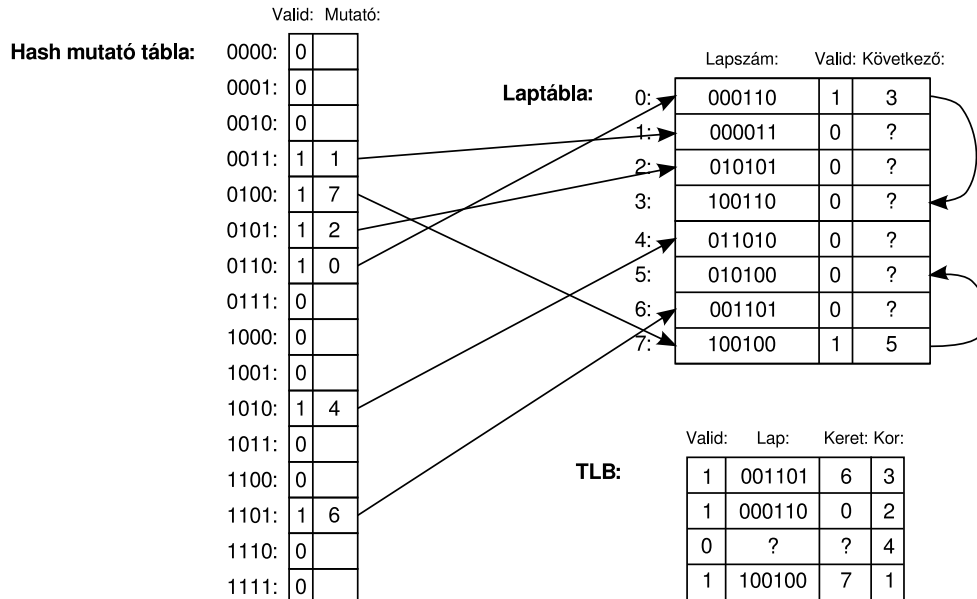 Valid: Mutató:
Hash mutató tábla:
0000: 0
0001: 0
0010: 0
0011: 1 1
0100: 1 7
0101: 1 2
0110: 1 0
0111: 0
1000: 0
1001: 0
1010: 1 4
1011: 0
1100: 0
1101: 1 6
1110: 0
1111: 0
Laptábla:
Lapszám: Valid: Következő:
0: 000110 1 3
1: 000011 0 ?
2: 010101 0 ?
3: 100110 0 ?
4: 011010 0 ?
5: 010100 0 ?
6: 001101 0 ?
7: 100100 1 5
TLB:
Valid: Lap: Keret: Kor:
1 001101 6 3
1 000110 0 2
0 ? ? 4
1 100100 7 1